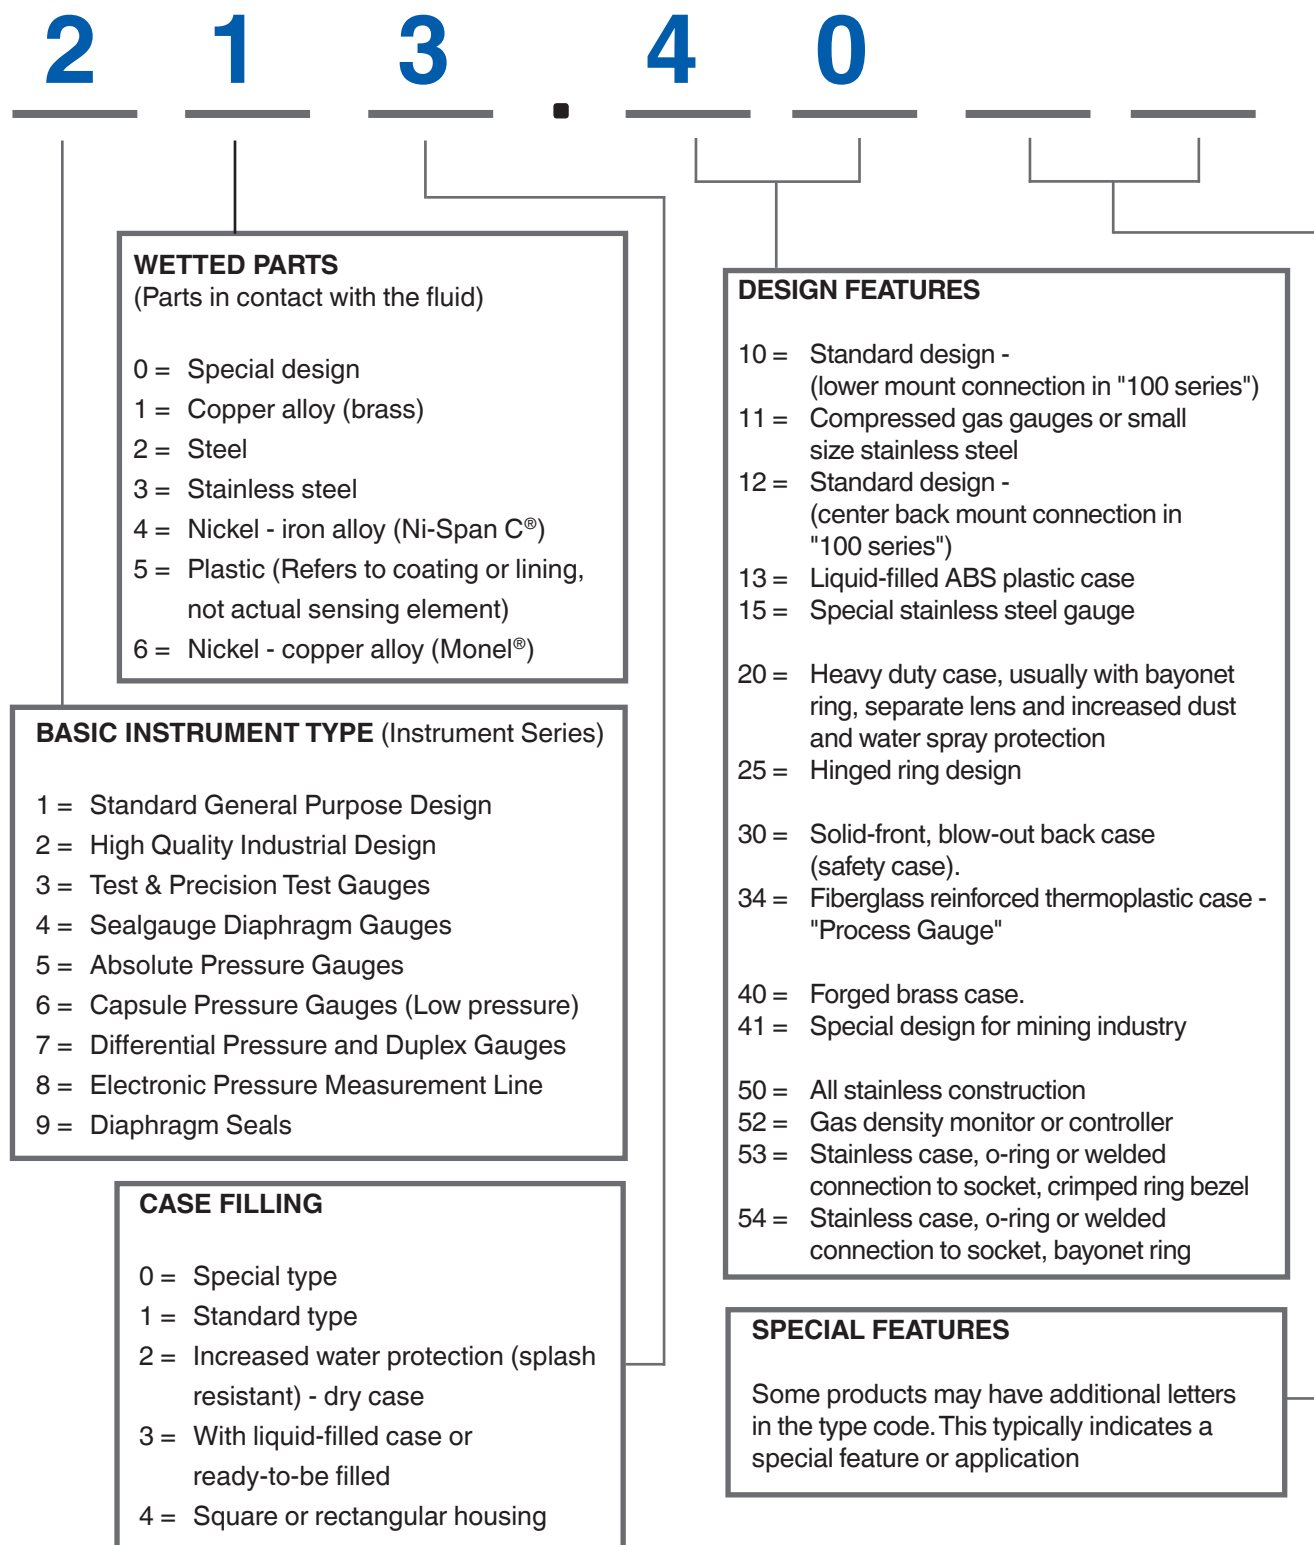 2 1 3 . 4 0
WETTED PARTS
(Parts in contact with the fluid)
0 = Special design
1 = Copper alloy (brass)
2 = Steel
3 = Stainless steel
4 = Nickel - iron alloy (Ni-Span C®)
5 = Plastic (Refers to coating or lining,
not actual sensing element)
6 = Nickel - copper alloy (Monel®)
BASIC INSTRUMENT TYPE (Instrument Series)
1 = Standard General Purpose Design
2 = High Quality Industrial Design
3 = Test & Precision Test Gauges
4 = Sealgauge Diaphragm Gauges
5 = Absolute Pressure Gauges
6 = Capsule Pressure Gauges (Low pressure)
7 = Differential Pressure and Duplex Gauges
8 = Electronic Pressure Measurement Line
9 = Diaphragm Seals
CASE FILLING
0 = Special type
1 = Standard type
2 = Increased water protection (splash
resistant) - dry case
3 = With liquid-filled case or
ready-to-be filled
4 = Square or rectangular housing
DESIGN FEATURES
10 = Standard design -
(lower mount connection in "100 series")
11 = Compressed gas gauges or small
size stainless steel
12 = Standard design -
(center back mount connection in
"100 series")
13 = Liquid-filled ABS plastic case
15 = Special stainless steel gauge
20 = Heavy duty case, usually with bayonet
ring, separate lens and increased dust
and water spray protection
25 = Hinged ring design
30 = Solid-front, blow-out back case
(safety case).
34 = Fiberglass reinforced thermoplastic case -
"Process Gauge"
40 = Forged brass case.
41 = Special design for mining industry
50 = All stainless construction
52 = Gas density monitor or controller
53 = Stainless case, o-ring or welded
connection to socket, crimped ring bezel
54 = Stainless case, o-ring or welded
connection to socket, bayonet ring
SPECIAL FEATURES
Some products may have additional letters
in the type code. This typically indicates a
special feature or application